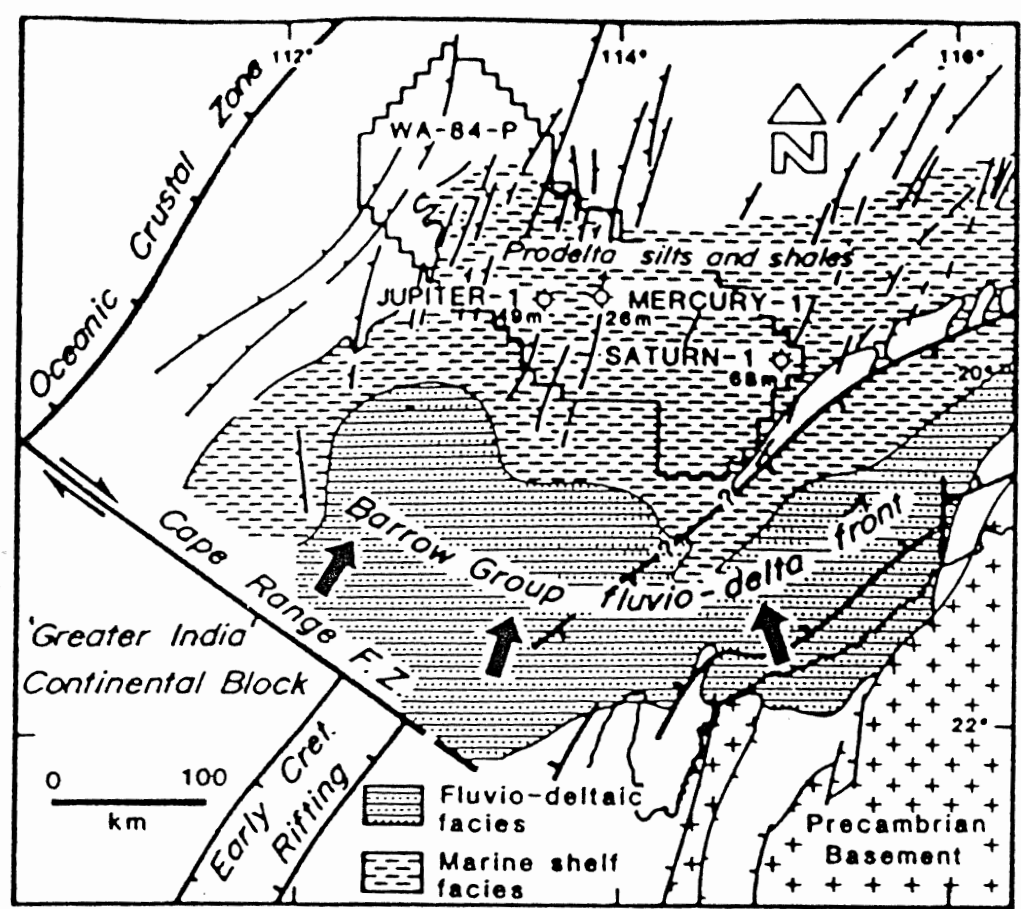 112°
114°
116°
Oceanic Crustal Zone
WA-84-P
N
Prodelta silts and shales
JUPITER-1
49m
MERCURY-1
26m
SATURN-1
68m
20°
Barrow Group
fluvio-delta front
Cape Range F.Z
'Greater India
Continental Block
22°
Early Cret.
Rifting
0 100
km
Fluvio-deltaic
facies
Marine shelf
facies
Precambrian
Basement